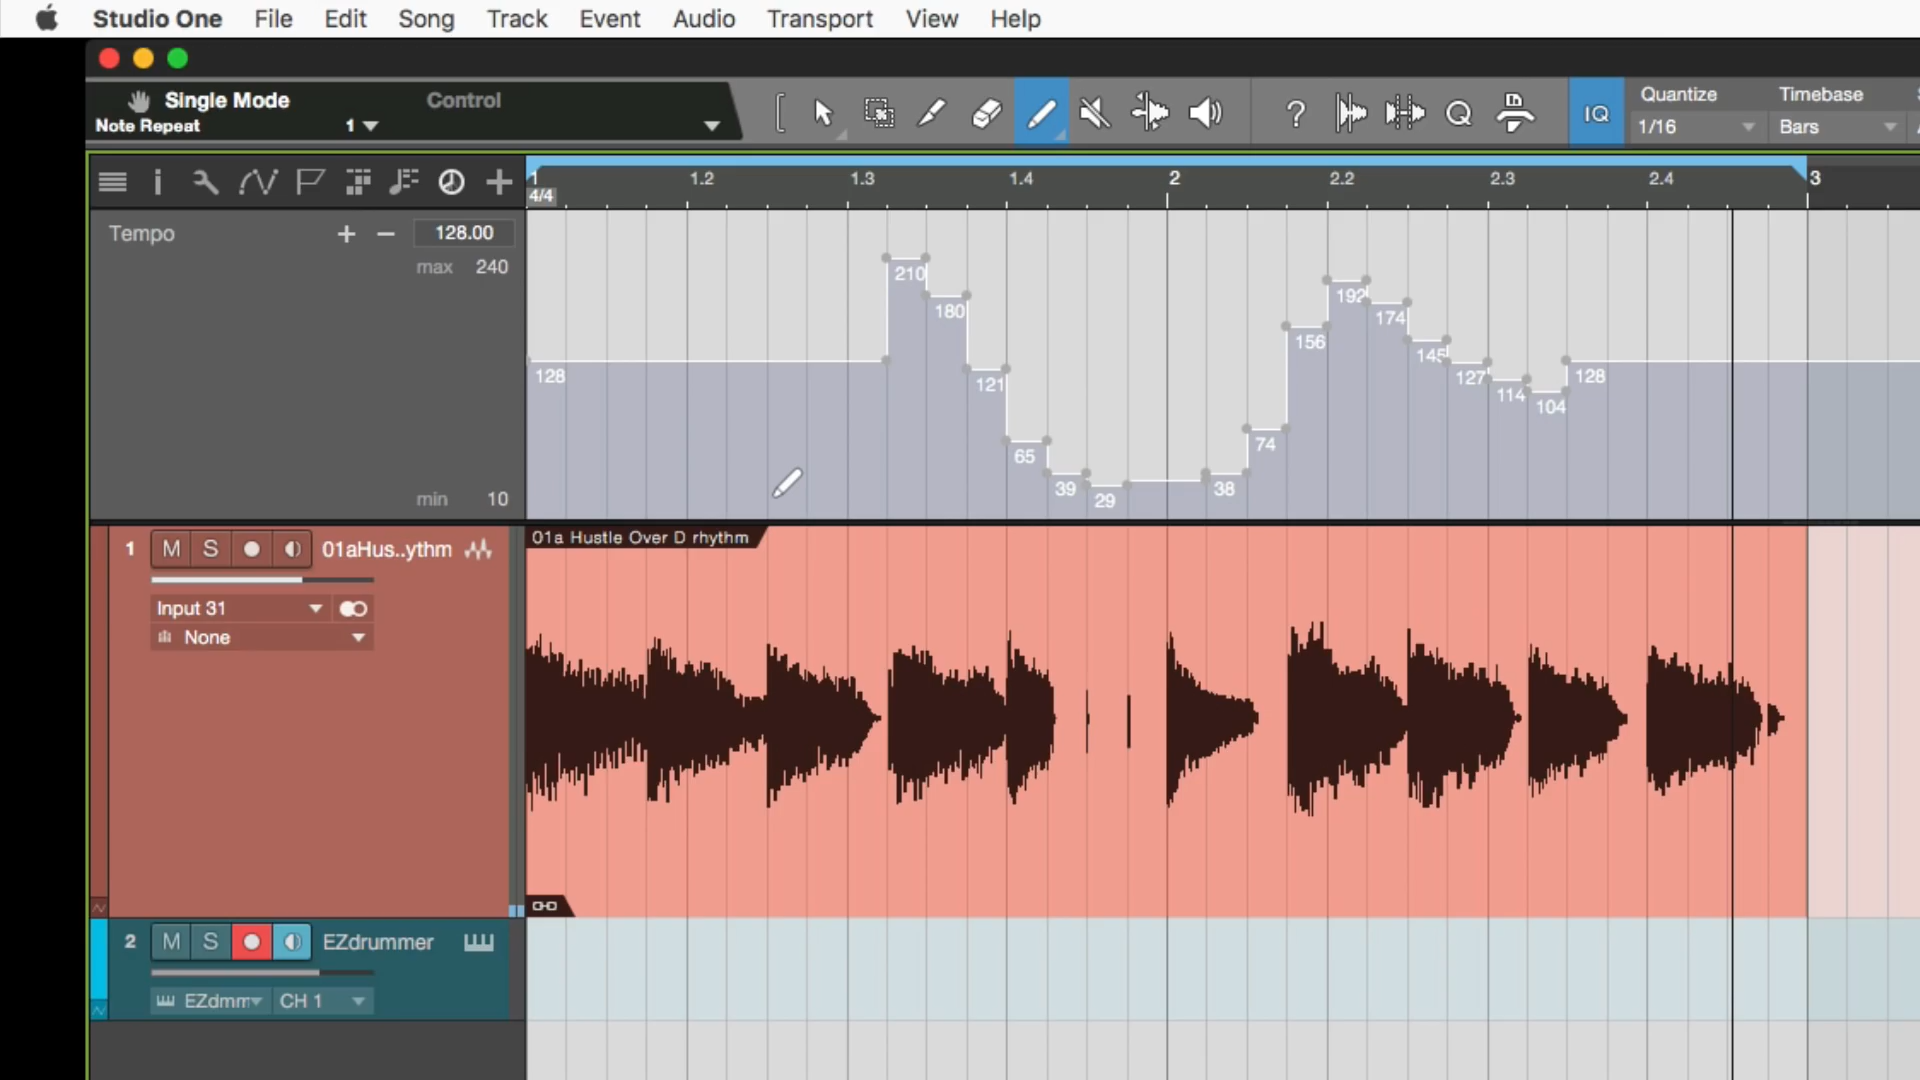 Studio One File Edit Song Track Event Audio Transport View Help
Single Mode Control
Note Repeat 1
Quantize Timebase
1/16 Bars
? Q IQ
1 1.2 1.3 1.4 2 2.2 2.3 2.4 3
4/4
Tempo + − 128.00
max 240
min 10
128 210 180 121 65 39 29 38 74 156 192 174 145 127 114 104 128
01a Hustle Over D rhythm
1 M S 01aHus..ythm
Input 31
None
2 M S EZdrummer
EZdmm CH 1